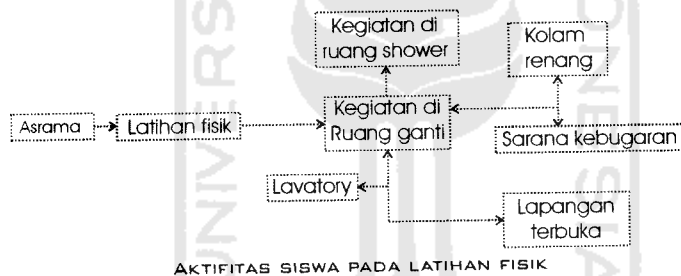 Kegiatan di
ruang shower
Kolam
renang
Asrama
Latihan fisik
Kegiatan di
Ruang ganti
Sarana kebugaran
Lavatory
Lapangan
terbuka
AKTIFITAS SISWA PADA LATIHAN FISIK